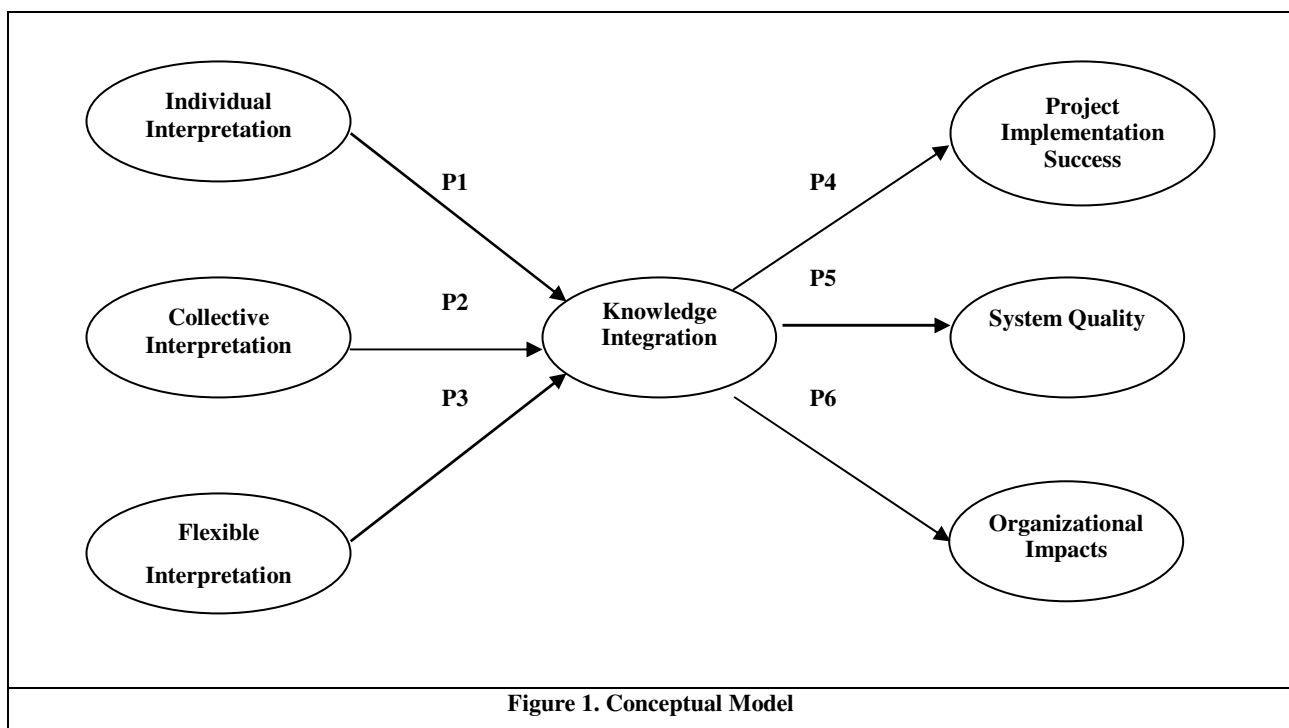 Individual
Interpretation
P1
Collective
Interpretation
P2
Flexible
Interpretation
P3
Knowledge
Integration
P4
Project
Implementation
Success
P5
System Quality
P6
Organizational
Impacts
Figure 1. Conceptual Model